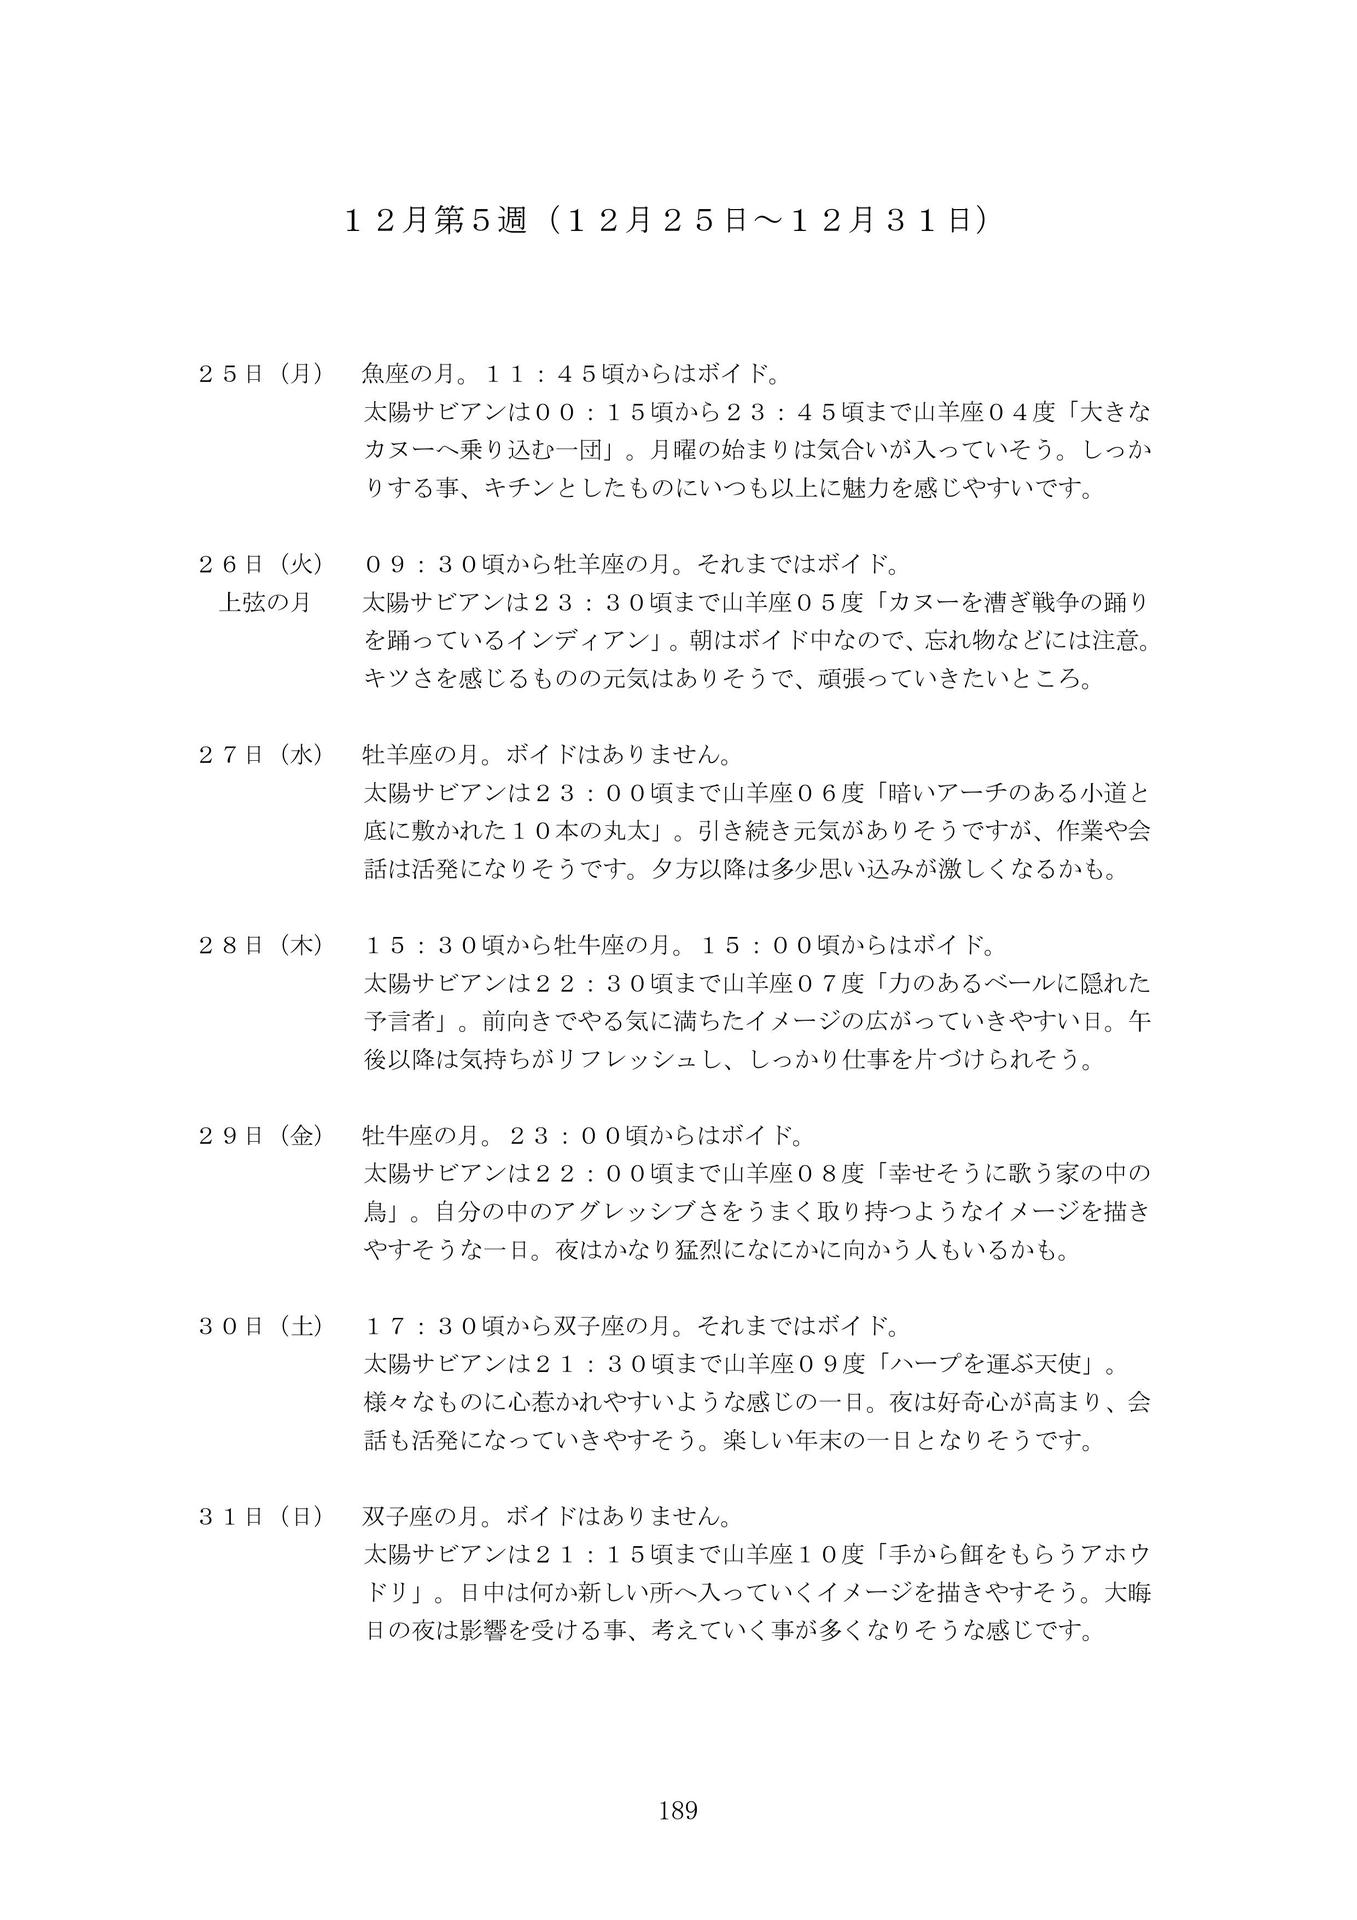 １２月第５週（１２月２５日～１２月３１日）
２５日（月）　魚座の月。１１：４５頃からはボイド。
太陽サビアンは００：１５頃から２３：４５頃まで山羊座０４度「大きな
カヌーへ乗り込む一団」。月曜の始まりは気合いが入っていそう。しっか
りする事、キチンとしたものにいつも以上に魅力を感じやすいです。
２６日（火）　０９：３０頃から牡羊座の月。それまではボイド。
上弦の月　太陽サビアンは２３：３０頃まで山羊座０５度「カヌーを漕ぎ戦争の踊り
を踊っているインディアン」。朝はボイド中なので、忘れ物などには注意。
キツさを感じるものの元気はありそうで、頑張っていきたいところ。
２７日（水）　牡羊座の月。ボイドはありません。
太陽サビアンは２３：００頃まで山羊座０６度「暗いアーチのある小道と
底に敷かれた１０本の丸太」。引き続き元気がありそうですが、作業や会
話は活発になりそうです。夕方以降は多少思い込みが激しくなるかも。
２８日（木）　１５：３０頃から牡牛座の月。１５：００頃からはボイド。
太陽サビアンは２２：３０頃まで山羊座０７度「力のあるベールに隠れた
予言者」。前向きでやる気に満ちたイメージの広がっていきやすい日。午
後以降は気持ちがリフレッシュし、しっかり仕事を片づけられそう。
２９日（金）　牡牛座の月。２３：００頃からはボイド。
太陽サビアンは２２：００頃まで山羊座０８度「幸せそうに歌う家の中の
鳥」。自分の中のアグレッシブさをうまく取り持つようなイメージを描き
やすそうな一日。夜はかなり猛烈になにかに向かう人もいるかも。
３０日（土）　１７：３０頃から双子座の月。それまではボイド。
太陽サビアンは２１：３０頃まで山羊座０９度「ハープを運ぶ天使」。
様々なものに心惹かれやすいような感じの一日。夜は好奇心が高まり、会
話も活発になっていきやすそう。楽しい年末の一日となりそうです。
３１日（日）　双子座の月。ボイドはありません。
太陽サビアンは２１：１５頃まで山羊座１０度「手から餌をもらうアホウ
ドリ」。日中は何か新しい所へ入っていくイメージを描きやすそう。大晦
日の夜は影響を受ける事、考えていく事が多くなりそうな感じです。
189